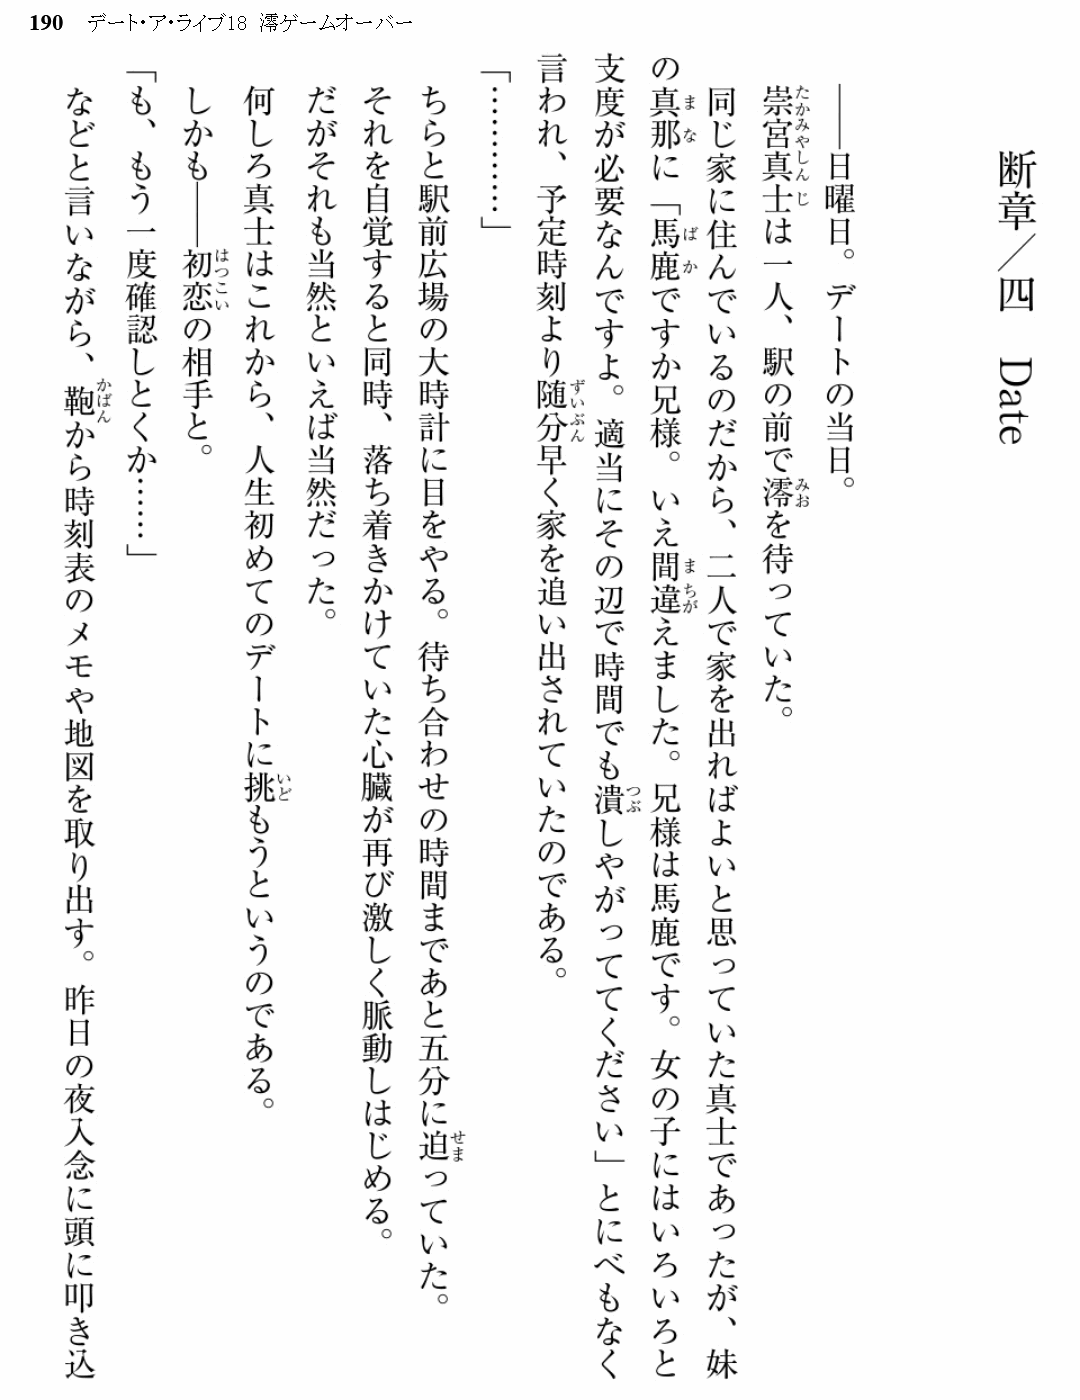 190 デート・ア・ライブ18 澪ゲームオーバー
断章／四　Date
――日曜日。デートの当日。
崇宮真士は一人、駅の前で澪を待っていた。
同じ家に住んでいるのだから、二人で家を出ればよいと思っていた真士であったが、妹
の真那に「馬鹿ですか兄様。いえ間違えました。兄様は馬鹿です。女の子にはいろいろと
支度が必要なんですよ。適当にその辺で時間でも潰しやがっててください」とにべもなく
言われ、予定時刻より随分早く家を追い出されていたのである。
「…………」
ちらと駅前広場の大時計に目をやる。待ち合わせの時間まであと五分に迫っていた。
それを自覚すると同時、落ち着きかけていた心臓が再び激しく脈動しはじめる。
だがそれも当然といえば当然だった。
何しろ真士はこれから、人生初めてのデートに挑もうというのである。
しかも――初恋の相手と。
「も、もう一度確認しとくか……」
などと言いながら、鞄から時刻表のメモや地図を取り出す。昨日の夜入念に頭に叩き込